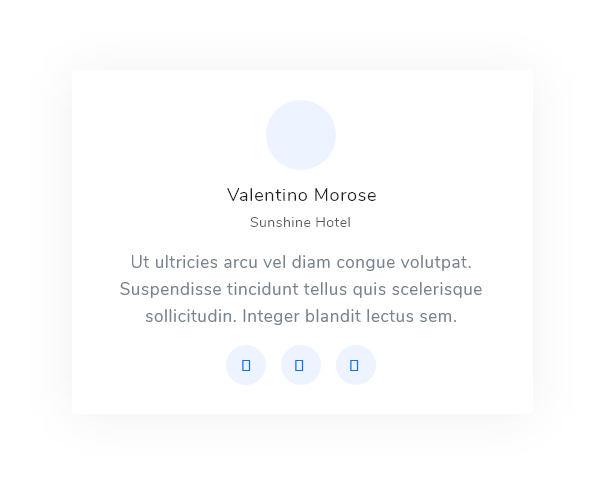 Valentino Morose
Sunshine Hotel
Ut ultricies arcu vel diam congue volutpat.
Suspendisse tincidunt tellus quis scelerisque
sollicitudin. Integer blandit lectus sem.